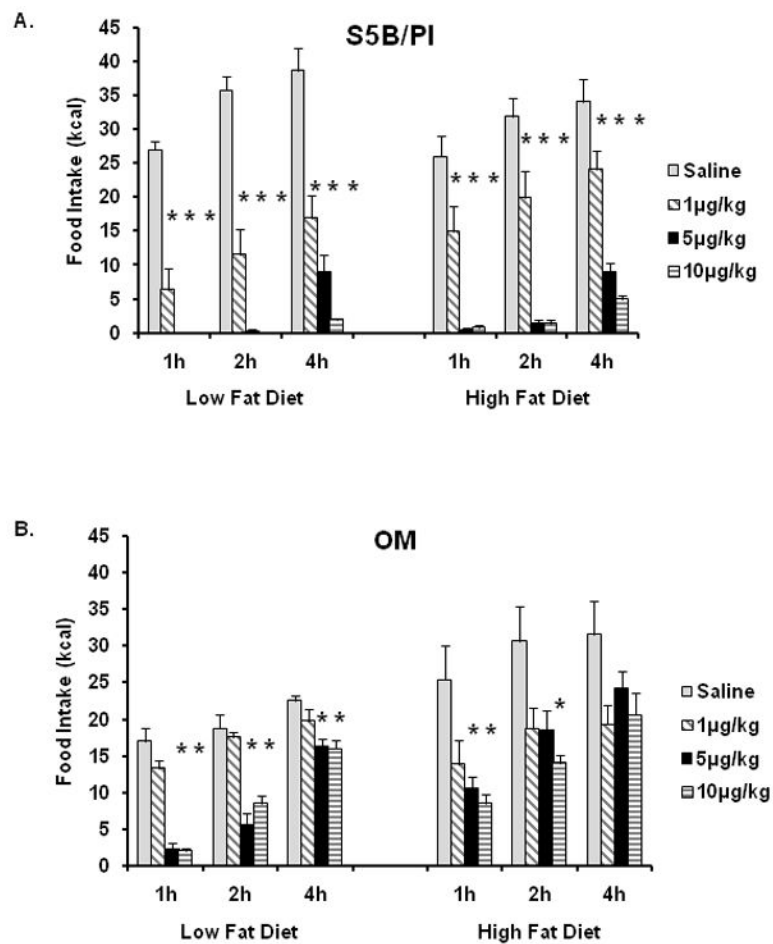 A.
S5B/PI
Food Intake (kcal)
45
40
35
30
25
20
15
10
5
0
* * *
* * *
* * *
* * *
* * *
* * *
1h 2h 4h 1h 2h 4h
Low Fat Diet High Fat Diet
Saline
1µg/kg
5µg/kg
10µg/kg
B.
OM
Food Intake (kcal)
45
40
35
30
25
20
15
10
5
0
* *
* *
* *
* *
*
1h 2h 4h 1h 2h 4h
Low Fat Diet High Fat Diet
Saline
1µg/kg
5µg/kg
10µg/kg